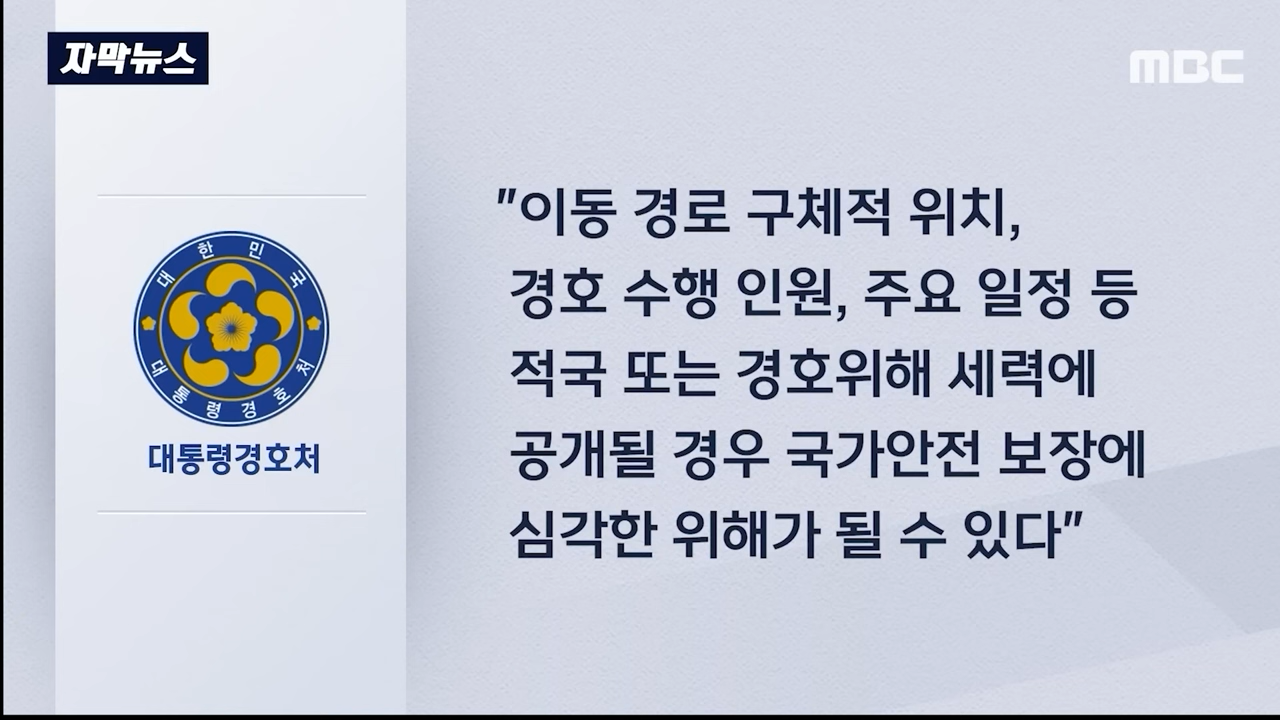 자막뉴스
MBC
"이동 경로 구체적 위치,
경호 수행 인원, 주요 일정 등
적국 또는 경호위해 세력에
공개될 경우 국가안전 보장에
심각한 위해가 될 수 있다"
대한민국
대통령경호처
대통령경호처